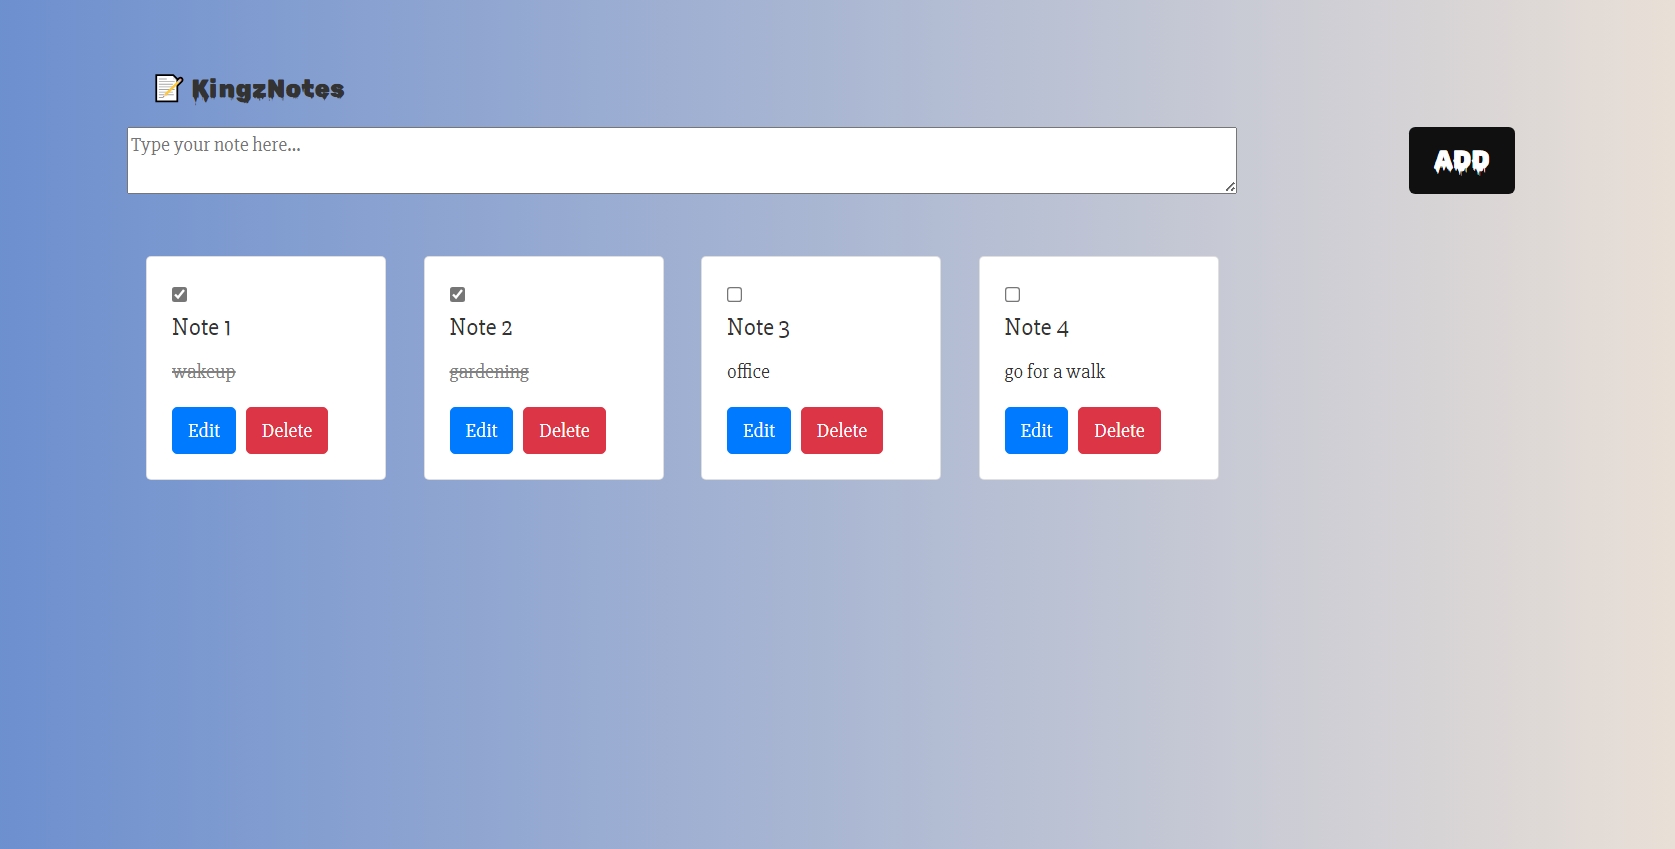 KingzNotes
Type your note here...
ADD
Note 1
wakeup
Edit Delete
Note 2
gardening
Edit Delete
Note 3
office
Edit Delete
Note 4
go for a walk
Edit Delete